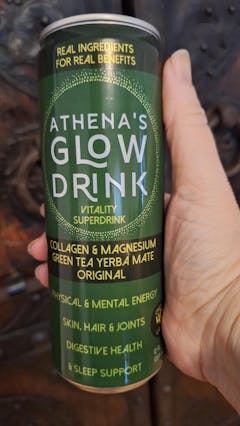 REAL INGREDIENTS
FOR REAL BENEFITS
ATHENA'S
GLOW
DRINK
VITALITY
SUPERDRINK
COLLAGEN & MAGNESIUM
GREEN TEA YERBA MATE
ORIGINAL
PHYSICAL & MENTAL ENERGY
SKIN, HAIR & JOINTS
DIGESTIVE HEALTH
& SLEEP SUPPORT